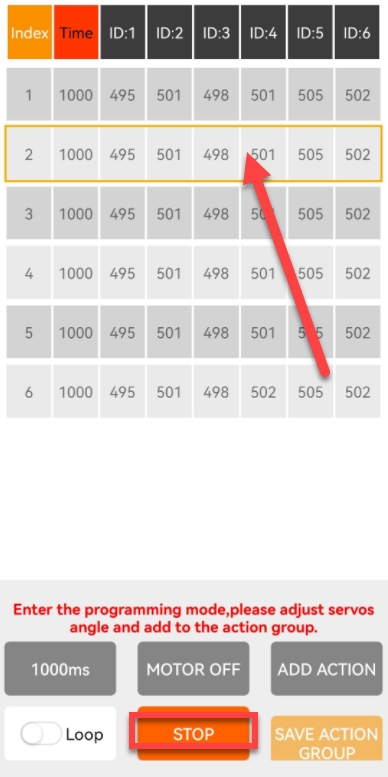 Index Time ID:1 ID:2 ID:3 ID:4 ID:5 ID:6
1 1000 495 501 498 501 505 502
2 1000 495 501 498 501 505 502
3 1000 495 501 498 501 505 502
4 1000 495 501 498 501 505 502
5 1000 495 501 498 501 505 502
6 1000 495 501 498 502 505 502
Enter the programming mode,please adjust servos
angle and add to the action group.
1000ms MOTOR OFF ADD ACTION
Loop STOP SAVE ACTION
GROUP